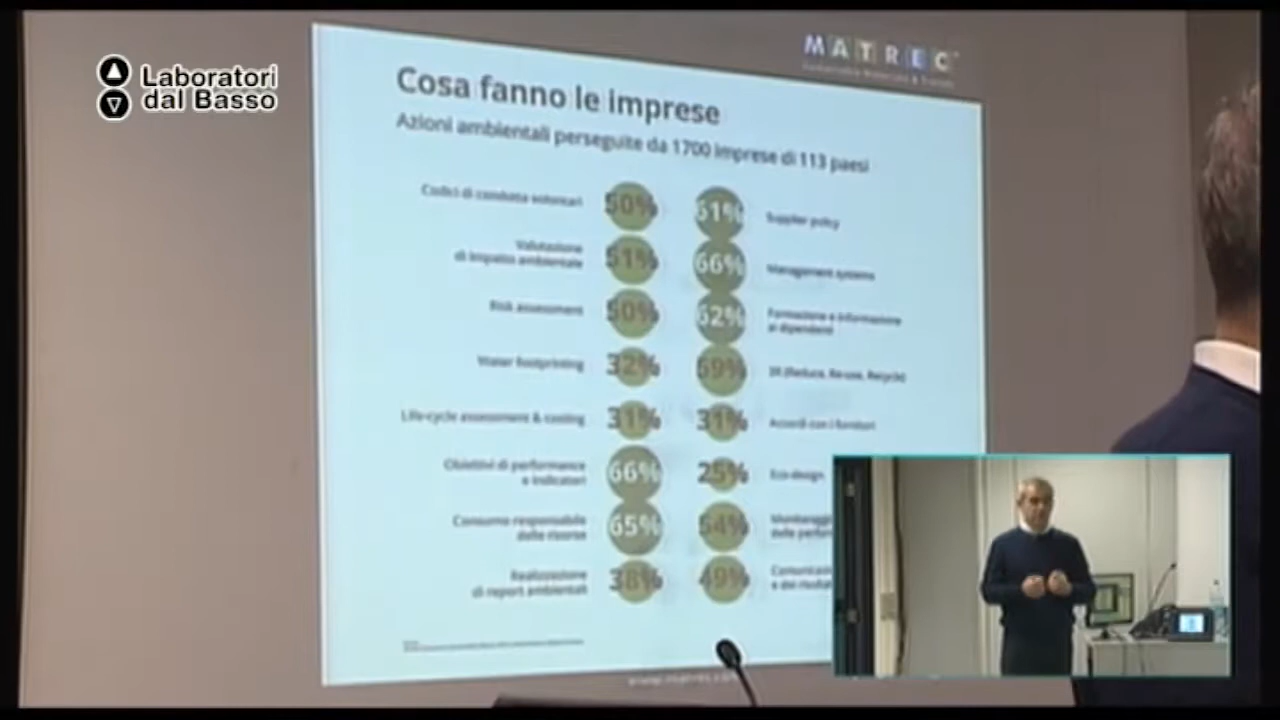 Laboratori
dal Basso
MATREC
Cosa fanno le imprese
Azioni ambientali perseguite da 1700 imprese di 113 paesi
Codici di condotta volontari 50% 61% Supplier policy
Valutazione
di impatto ambientale 51% 66% Management systems
Risk assessment 50% 62% Formazione e informazione
ai dipendenti
Water footprinting 32% 69% 3R (Reduce, Re-use, Recycle)
Life-cycle assessment & costing 31% 31% Accordi con i fornitori
Obiettivi di performance
e indicatori 66% 25% Eco-design
Consumo responsabile
delle risorse 65% 54%
delle
Realizzazione
di report ambientali 38% 49%